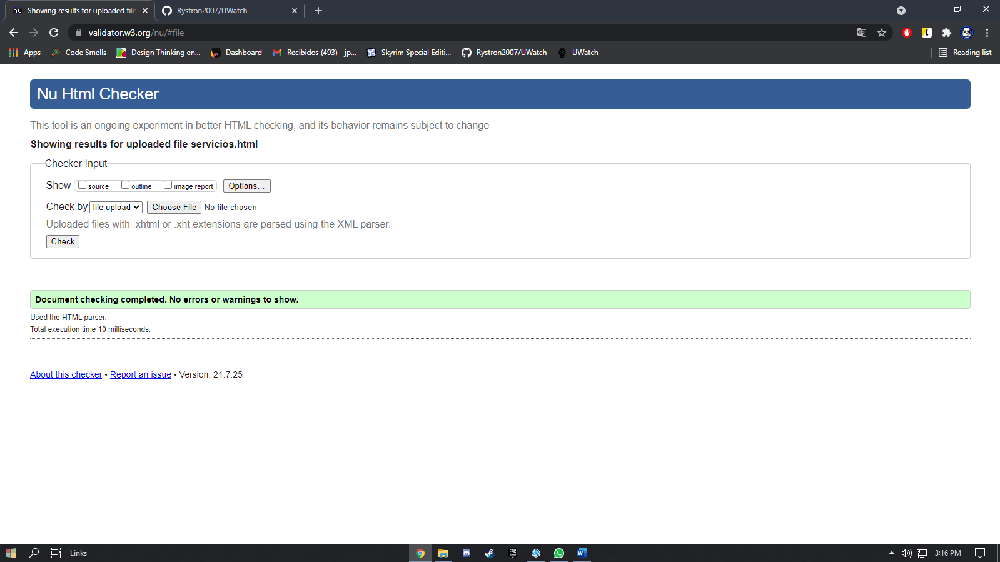 nu Showing results for uploaded file
Rystron2007/UWatch
validator.w3.org/nu/#file
Apps
Code Smells
Design Thinking en...
Dashboard
Recibidos (493) - jp...
Skyrim Special Editi...
Rystron2007/UWatch
UWatch
Reading list
Nu Html Checker
This tool is an ongoing experiment in better HTML checking, and its behavior remains subject to change
Showing results for uploaded file servicios.html
Checker Input
Show source outline image report Options...
Check by file upload Choose File No file chosen
Uploaded files with .xhtml or .xht extensions are parsed using the XML parser.
Check
Document checking completed. No errors or warnings to show.
Used the HTML parser.
Total execution time 10 milliseconds.
About this checker • Report an issue • Version: 21.7.25
Links
EPIC
W
3:16 PM